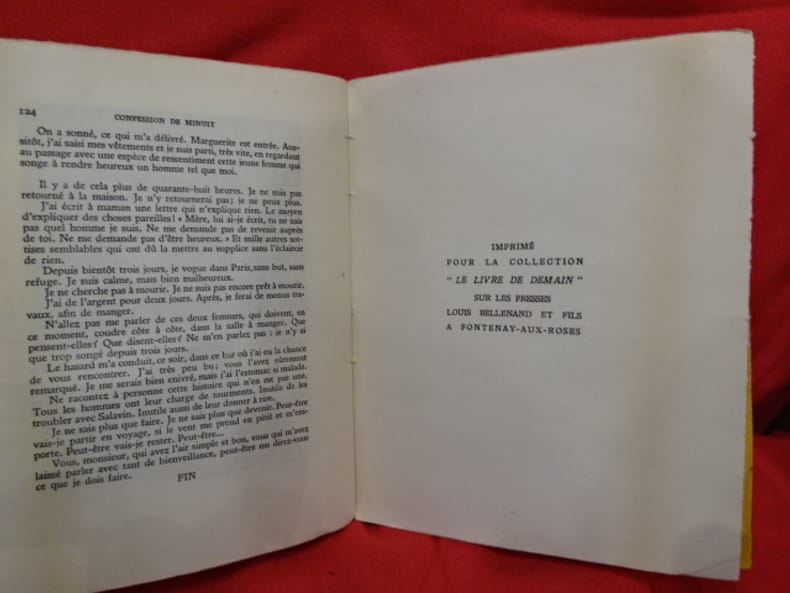 124
CONFESSION DE MINUIT
On a sonné, ce qui m'a délivré. Marguerite est entrée. Aus-
sitôt, j'ai saisi mes vêtements et je suis parti, très vite, en regardant
au passage avec une espèce de ressentiment cette jeune femme qui
songe à rendre heureux un homme tel que moi.
Il y a de cela plus de quarante-huit heures. Je ne suis pas
retourné à la maison. Je n'y retournerai pas; je ne peux plus.
J'ai écrit à maman une lettre qui n'explique rien. Le moyen
d'expliquer des choses pareilles! « Mère, lui ai-je écrit, tu ne sais
pas quel homme je suis. Ne me demande pas de revenir auprès
de toi. Ne me demande pas d'être heureux. » Et mille autres sot-
tises semblables qui ont dû la mettre au supplice sans l'éclaircir
de rien.
Depuis bientôt trois jours, je vogue dans Paris, sans but, sans
refuge. Je suis calme, mais bien malheureux.
Je ne cherche pas à mourir. Je ne suis pas encore prêt à mourir.
J'ai de l'argent pour deux jours. Après, je ferai de menus tra-
vaux, afin de manger.
N'allez pas me parler de ces deux femmes, qui doivent, en
ce moment, coudre côte à côte, dans la salle à manger. Que
pensent-elles? Que disent-elles? Ne m'en parlez pas : je n'y ai
que trop songé depuis trois jours.
Le hasard m'a conduit, ce soir, dans ce bar où j'ai eu la chance
de vous rencontrer. J'ai très peu bu; vous l'avez sûrement
remarqué. Je me serais bien enivré, mais j'ai l'estomac si malade.
Ne racontez à personne cette histoire qui n'en est pas une.
Tous les hommes ont leur charge de tourments. Inutile de les
troubler avec Salavin. Inutile aussi de leur donner à rire.
Je ne sais plus que faire. Je ne sais plus que devenir. Peut-être
vais-je partir en voyage, si le vent me prend en pitié et m'em-
porte. Peut-être vais-je rester. Peut-être...
Vous, monsieur, qui avez l'air simple et bon, vous qui m'avez
laissé parler avec tant de bienveillance, peut-être me direz-vous
ce que je dois faire.
FIN
IMPRIMÉ
POUR LA COLLECTION
" LE LIVRE DE DEMAIN "
SUR LES PRESSES
LOUIS BELLENAND ET FILS
A FONTENAY-AUX-ROSES